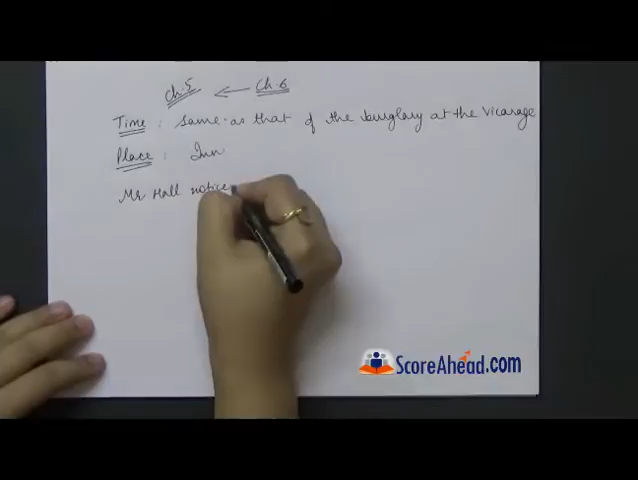 Ch.5 ← Ch.6
Time : Same as that of the burglary at the Vicarage
Place : Inn
Mr Hall notice
ScoreAhead.com